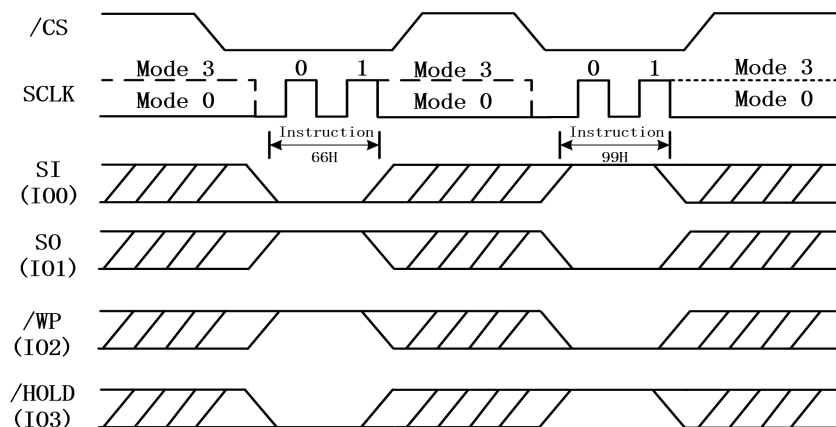 /CS
Mode 3 0 1 Mode 3 0 1 Mode 3
SCLK
Mode 0 Mode 0 Mode 0
Instruction Instruction
66H 99H
SI
(IO0)
SO
(IO1)
/WP
(IO2)
/HOLD
(IO3)